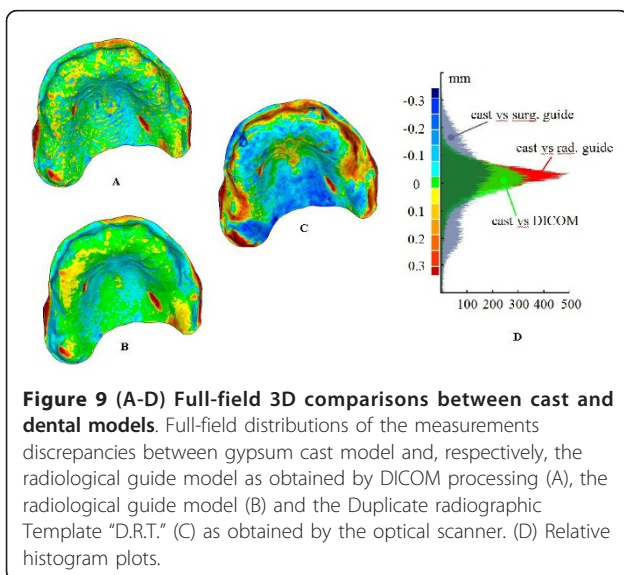 A
B
C
mm
-0.3
-0.2
-0.1
0
0.1
0.2
0.3
cast vs surg. guide
cast vs rad. guide
cast vs DICOM
100 200 300 400 500
D
Figure 9 (A-D) Full-field 3D comparisons between cast and
dental models. Full-field distributions of the measurements
discrepancies between gypsum cast model and, respectively, the
radiological guide model as obtained by DICOM processing (A), the
radiological guide model (B) and the Duplicate radiographic
Template "D.R.T." (C) as obtained by the optical scanner. (D) Relative
histogram plots.